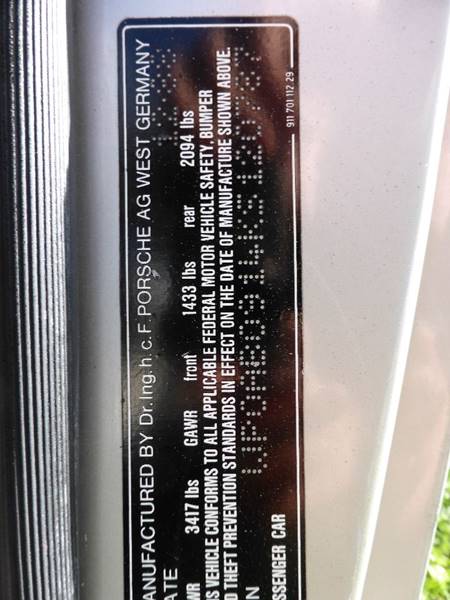 ANUFACTURED BY Dr. Ing. h. c. F. PORSCHE AG WEST GERMANY
ATE
WR 3417 lbs GAWR front 1433 lbs rear 2094 lbs
IS VEHICLE CONFORMS TO ALL APPLICABLE FEDERAL MOTOR VEHICLE SAFETY, BUMPER
D THEFT PREVENTION STANDARDS IN EFFECT ON THE DATE OF MANUFACTURE SHOWN ABOVE.
N
SSENGER CAR 911 701 112 29